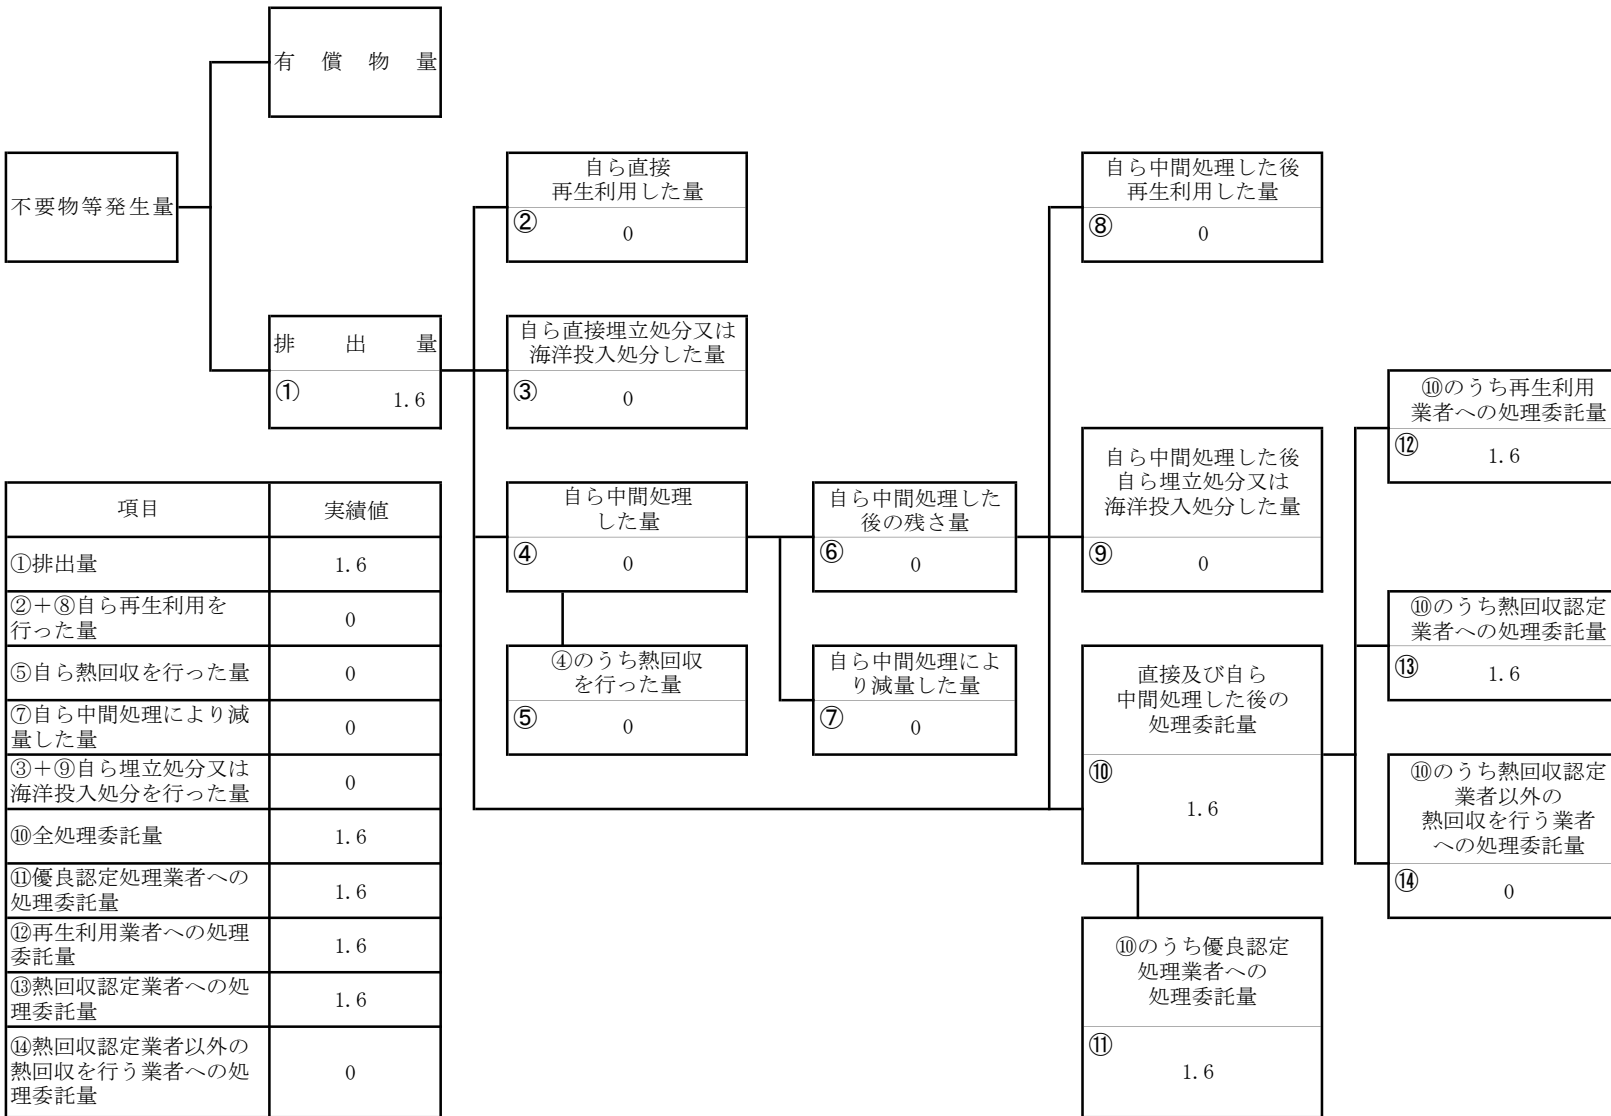 有償物量
不要物等発生量
排出量
①
1.6
自ら直接
再生利用した量
②
0
自ら直接埋立処分又は
海洋投入処分した量
③
0
自ら中間処理
した量
④
0
④のうち熱回収
を行った量
⑤
0
自ら中間処理した
後の残さ量
⑥
0
自ら中間処理によ
り減量した量
⑦
0
自ら中間処理した後
再生利用した量
⑧
0
自ら中間処理した後
自ら埋立処分又は
海洋投入処分した量
⑨
0
直接及び自ら
中間処理した後の
処理委託量
⑩
1.6
⑩のうち優良認定
処理業者への
処理委託量
⑪
1.6
⑩のうち再生利用
業者への処理委託量
⑫
1.6
⑩のうち熱回収認定
業者への処理委託量
⑬
1.6
⑩のうち熱回収認定
業者以外の
熱回収を行う業者
への処理委託量
⑭
0
項目 実績値
①排出量 1.6
②+⑧自ら再生利用を
行った量
0
⑤自ら熱回収を行った量 0
⑦自ら中間処理により減
量した量
0
③+⑨自ら埋立処分又は
海洋投入処分を行った量
0
⑩全処理委託量 1.6
⑪優良認定処理業者への
処理委託量
1.6
⑫再生利用業者への処理
委託量
1.6
⑬熱回収認定業者への処
理委託量
1.6
⑭熱回収認定業者以外の
熱回収を行う業者への処
理委託量
0